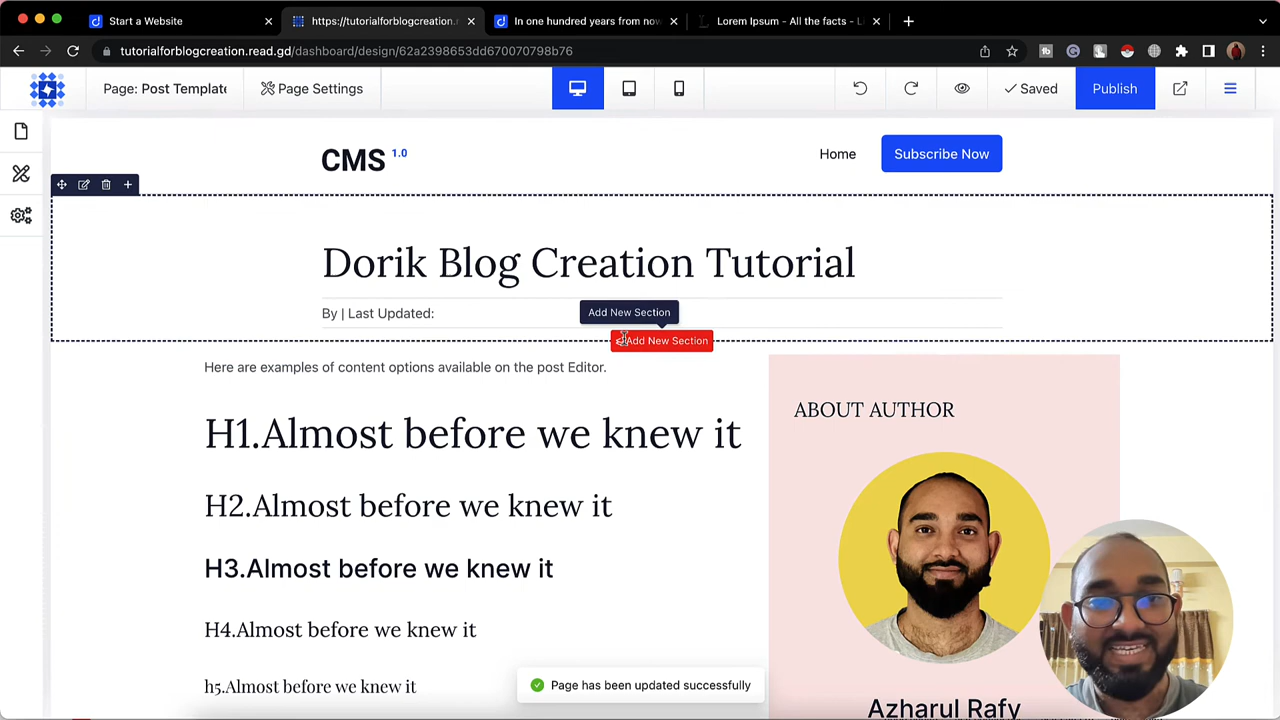 Start a Website
https://tutorialforblogcreation.
In one hundred years from now
Lorem Ipsum - All the facts - Li
tutorialforblogcreation.read.gd/dashboard/design/62a2398653dd670070798b76
Page: Post Template
Page Settings
Saved
Publish
CMS 1.0
Home
Subscribe Now
Dorik Blog Creation Tutorial
By | Last Updated:
Add New Section
Add New Section
Here are examples of content options available on the post Editor.
ABOUT AUTHOR
H1.Almost before we knew it
H2.Almost before we knew it
H3.Almost before we knew it
H4.Almost before we knew it
h5.Almost before we knew it
Page has been updated successfully
Azharul Rafy